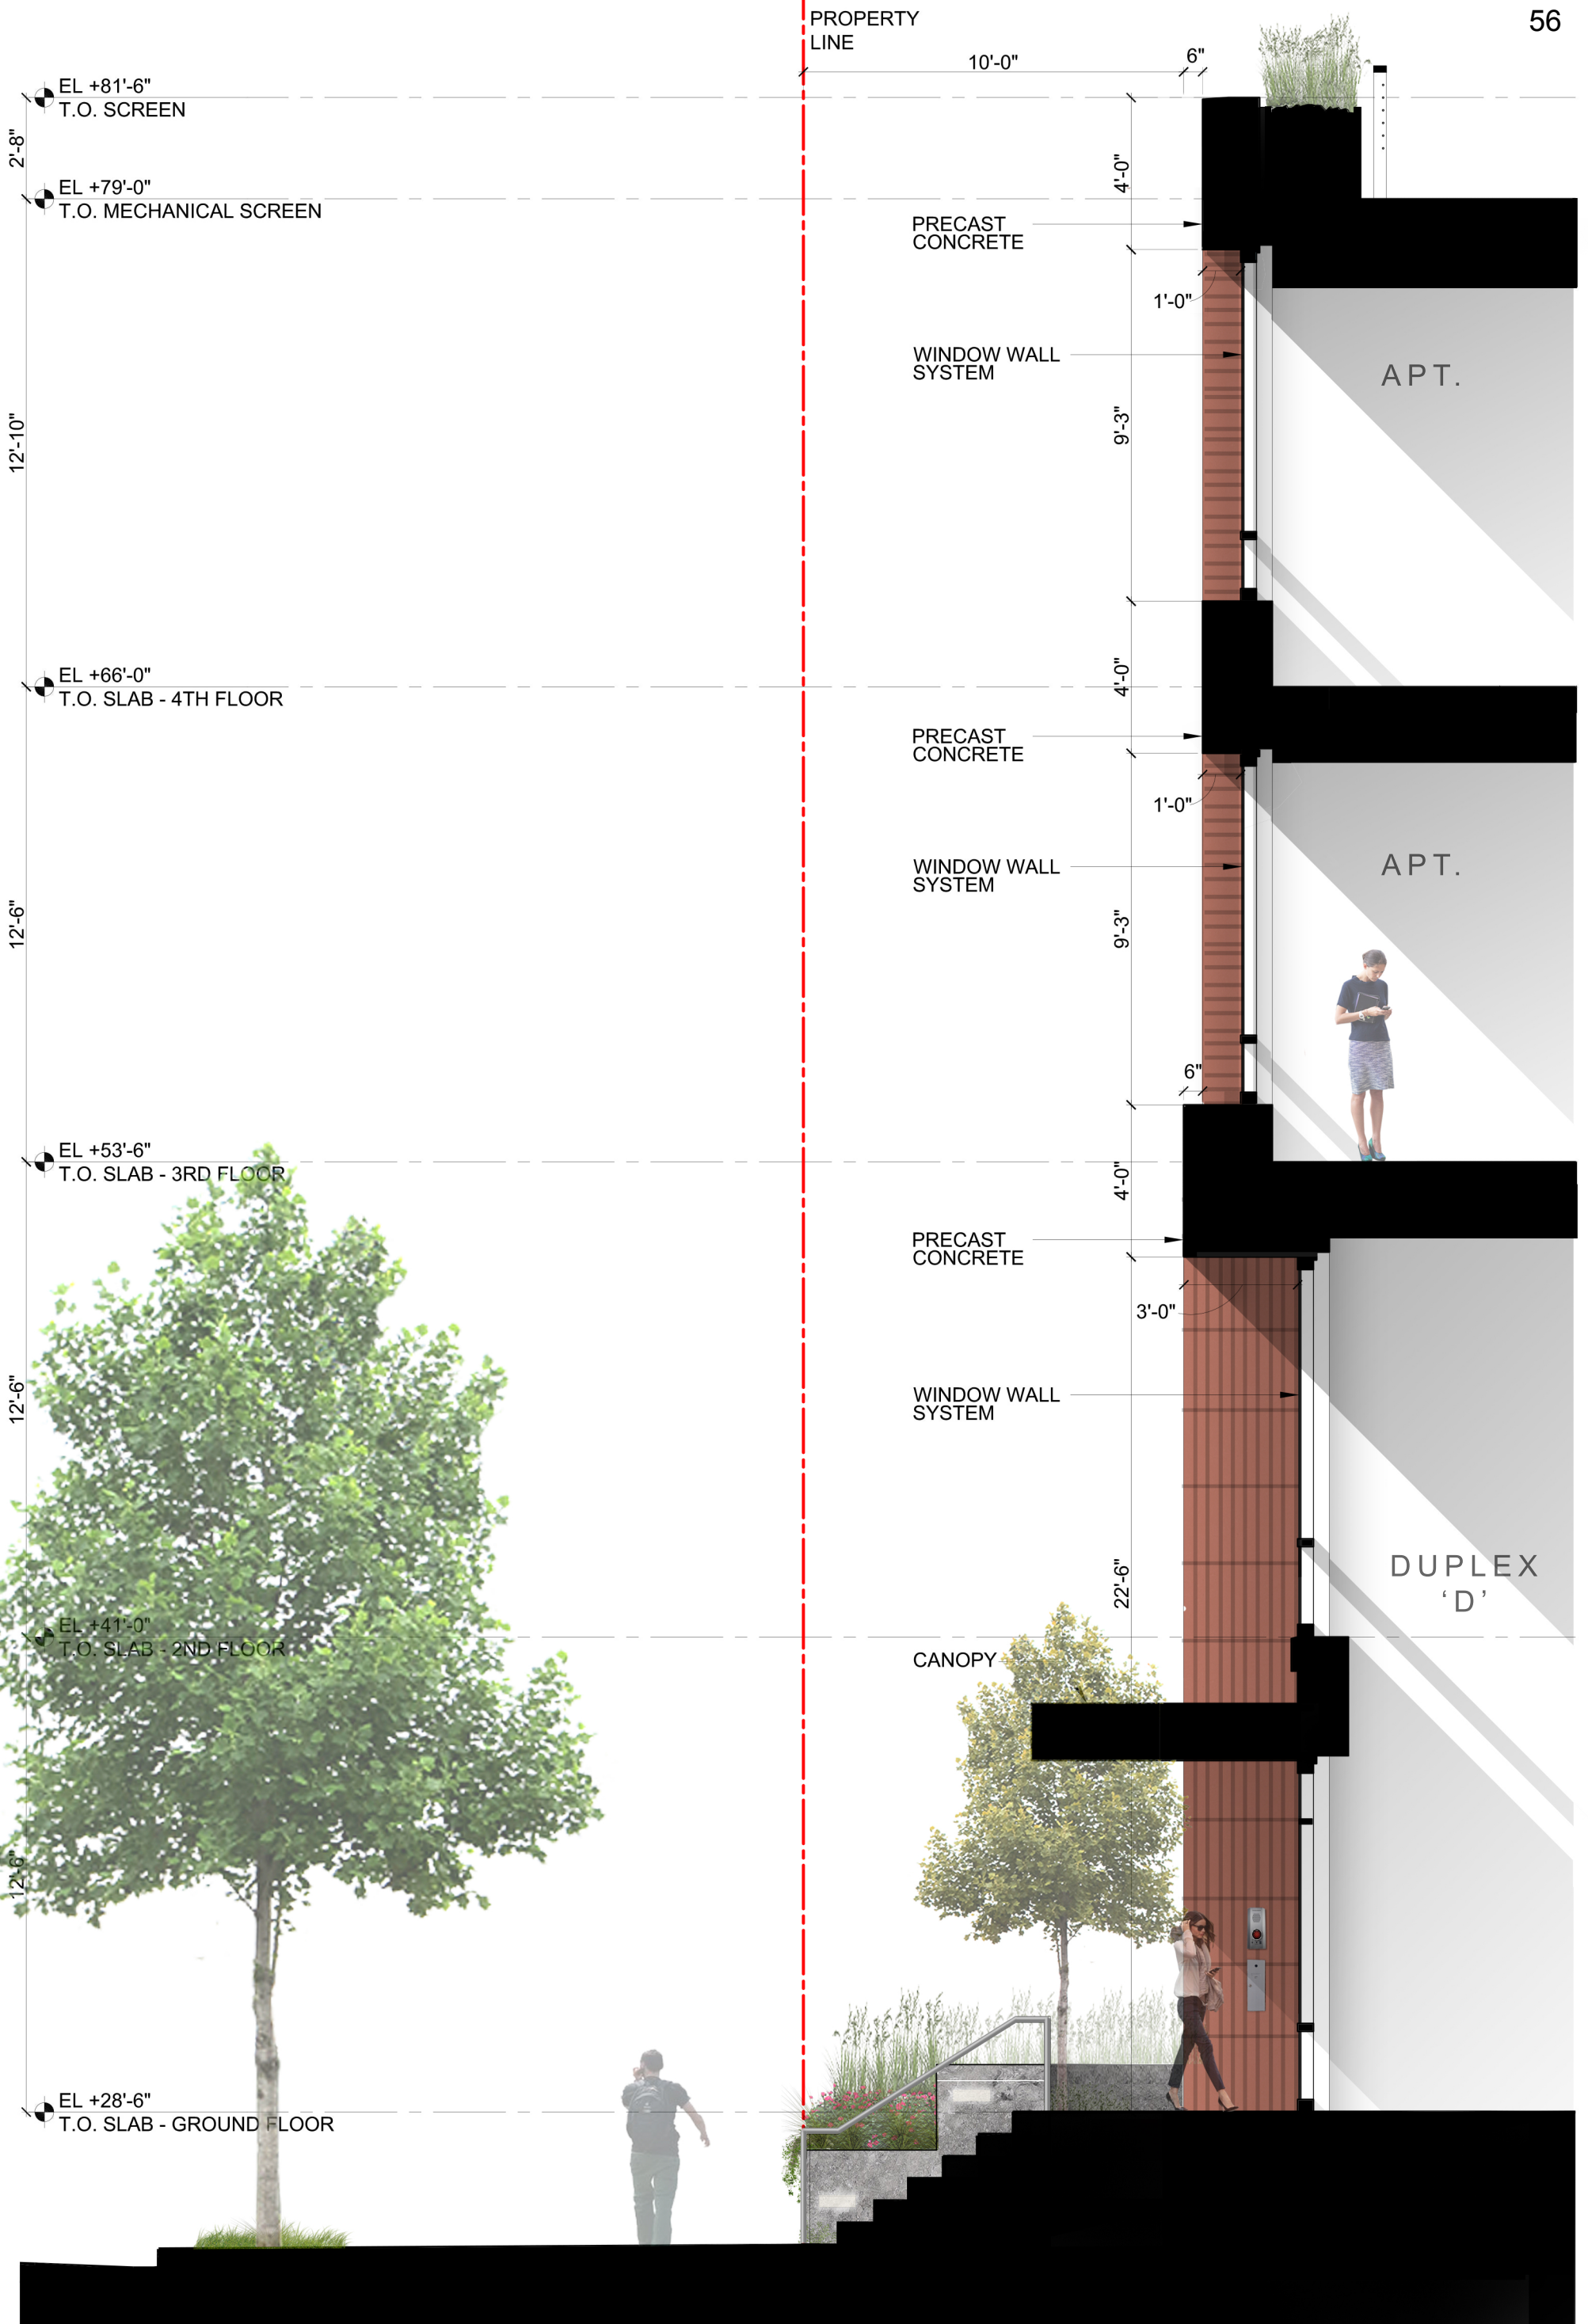 56
PROPERTY
LINE
10'-0"
6"
EL +81'-6"
T.O. SCREEN
2'-8"
4'-0"
EL +79'-0"
T.O. MECHANICAL SCREEN
PRECAST
CONCRETE
1'-0"
WINDOW WALL
SYSTEM
APT.
12'-10"
9'-3"
EL +66'-0"
T.O. SLAB - 4TH FLOOR
4'-0"
PRECAST
CONCRETE
1'-0"
WINDOW WALL
SYSTEM
APT.
12'-6"
9'-3"
6"
EL +53'-6"
T.O. SLAB - 3RD FLOOR
4'-0"
PRECAST
CONCRETE
3'-0"
12'-6"
WINDOW WALL
SYSTEM
DUPLEX
‘D’
22'-6"
EL +41'-0"
T.O. SLAB - 2ND FLOOR
CANOPY
12'-6"
EL +28'-6"
T.O. SLAB - GROUND FLOOR